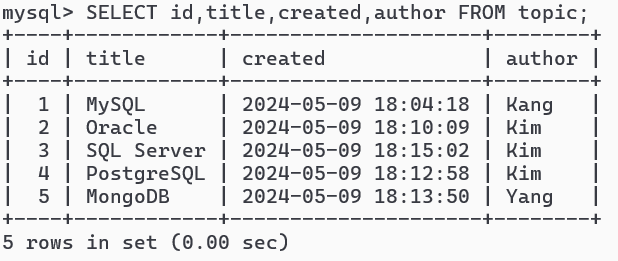 mysql> SELECT id,title,created,author FROM topic;
+----+------------+---------------------+--------+
| id | title      | created             | author |
+----+------------+---------------------+--------+
|  1 | MySQL      | 2024-05-09 18:04:18 | Kang   |
|  2 | Oracle     | 2024-05-09 18:10:09 | Kim    |
|  3 | SQL Server | 2024-05-09 18:15:02 | Kim    |
|  4 | PostgreSQL | 2024-05-09 18:12:58 | Kim    |
|  5 | MongoDB    | 2024-05-09 18:13:50 | Yang   |
+----+------------+---------------------+--------+
5 rows in set (0.00 sec)